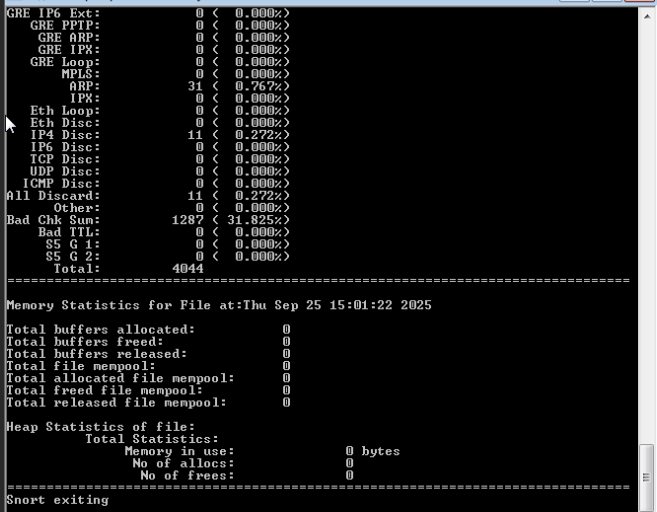 GRE IP6 Ext:            0 (  0.000%)
   GRE PPTP:            0 (  0.000%)
    GRE ARP:            0 (  0.000%)
    GRE IPX:            0 (  0.000%)
   GRE Loop:            0 (  0.000%)
       MPLS:            0 (  0.000%)
        ARP:           31 (  0.767%)
        IPX:            0 (  0.000%)
   Eth Loop:            0 (  0.000%)
   Eth Disc:            0 (  0.000%)
   IP4 Disc:           11 (  0.272%)
   IP6 Disc:            0 (  0.000%)
   TCP Disc:            0 (  0.000%)
   UDP Disc:            0 (  0.000%)
  ICMP Disc:            0 (  0.000%)
All Discard:           11 (  0.272%)
      Other:            0 (  0.000%)
Bad Chk Sum:         1287 ( 31.825%)
    Bad TTL:            0 (  0.000%)
     S5 G 1:            0 (  0.000%)
     S5 G 2:            0 (  0.000%)
      Total:         4044
===============================================================================
Memory Statistics for File at:Thu Sep 25 15:01:22 2025
Total buffers allocated:           0
Total buffers freed:               0
Total buffers released:            0
Total file mempool:                0
Total allocated file mempool:      0
Total freed file mempool:          0
Total released file mempool:       0
Heap Statistics of file:
          Total Statistics:
               Memory in use:              0 bytes
                No of allocs:              0
                 No of frees:              0
===============================================================================
Snort exiting